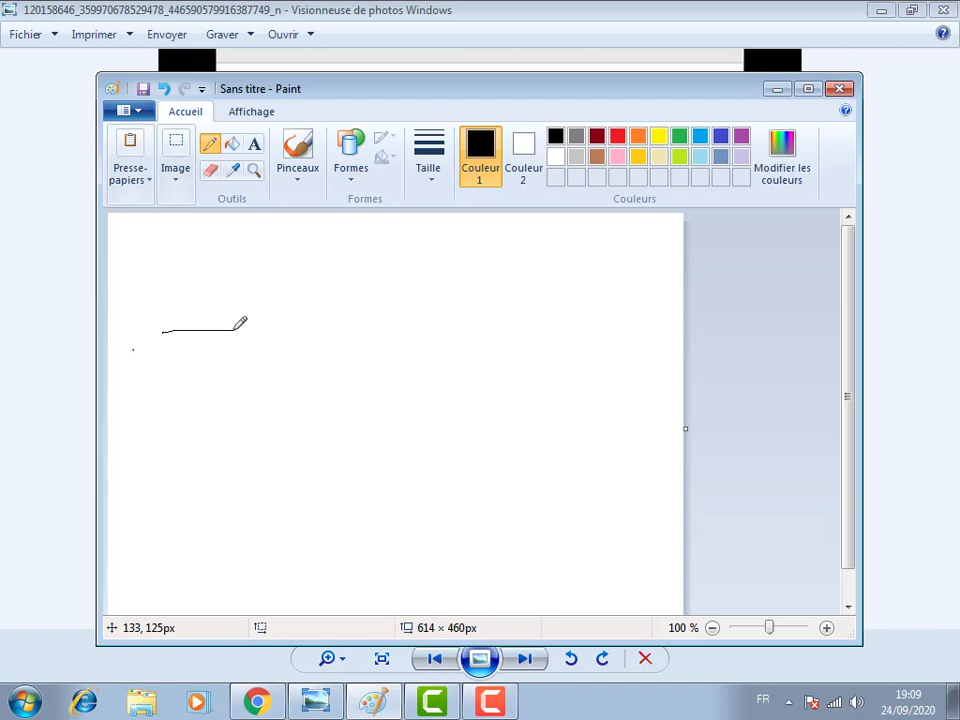 120158646_359970678529478_446590579916387749_n - Visionneuse de photos Windows
Fichier Imprimer Envoyer Graver Ouvrir
Sans titre - Paint
Accueil Affichage
Presse-papiers
Image
Outils
Pinceaux
Formes
Formes
Taille
Couleur 1
Couleur 2
Modifier les couleurs
Couleurs
133, 125px
614 × 460px
100 %
FR
19:09
24/09/2020